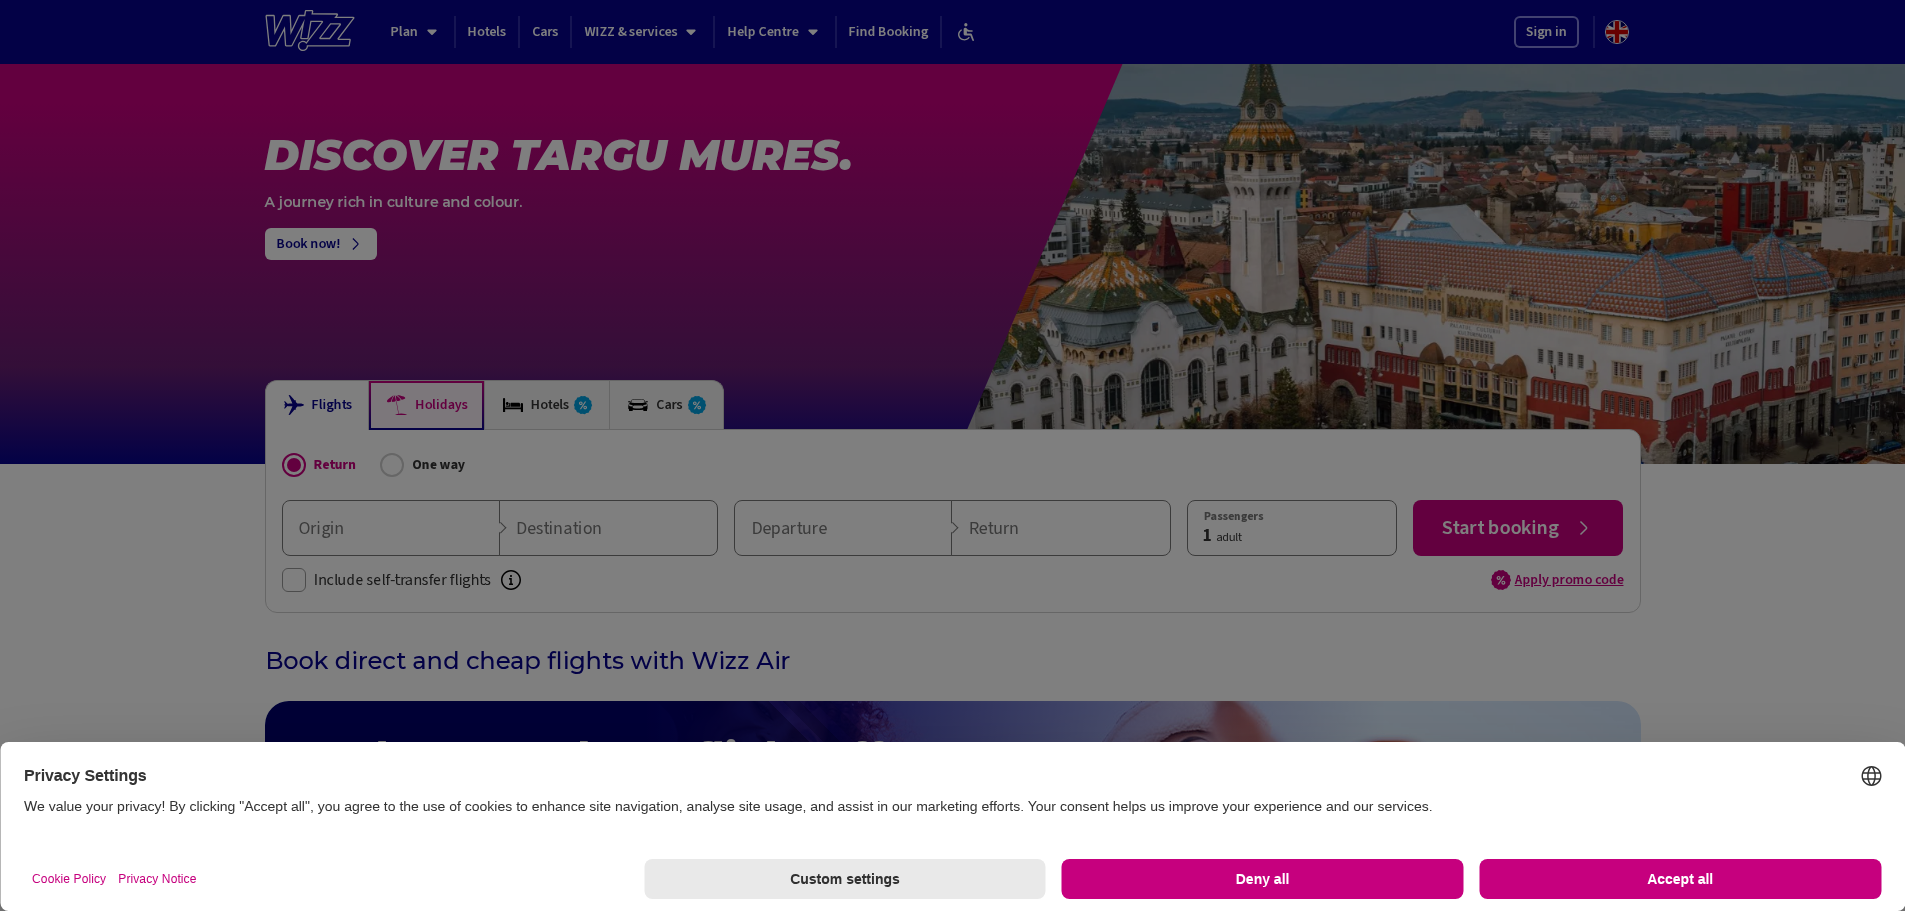 WIZZ
Plan
Hotels
Cars
WIZZ & services
Help Centre
Find Booking
Sign in
DISCOVER TARGU MURES.
A journey rich in culture and colour.
Book now!
Flights
Holidays
Hotels %
Cars %
Return
One way
Origin
Destination
Departure
Return
Passengers
1 adult
Start booking
Include self-transfer flights
% Apply promo code
Book direct and cheap flights with Wizz Air
Privacy Settings
We value your privacy! By clicking "Accept all", you agree to the use of cookies to enhance site navigation, analyse site usage, and assist in our marketing efforts. Your consent helps us improve your experience and our services.
Cookie Policy
Privacy Notice
Custom settings
Deny all
Accept all